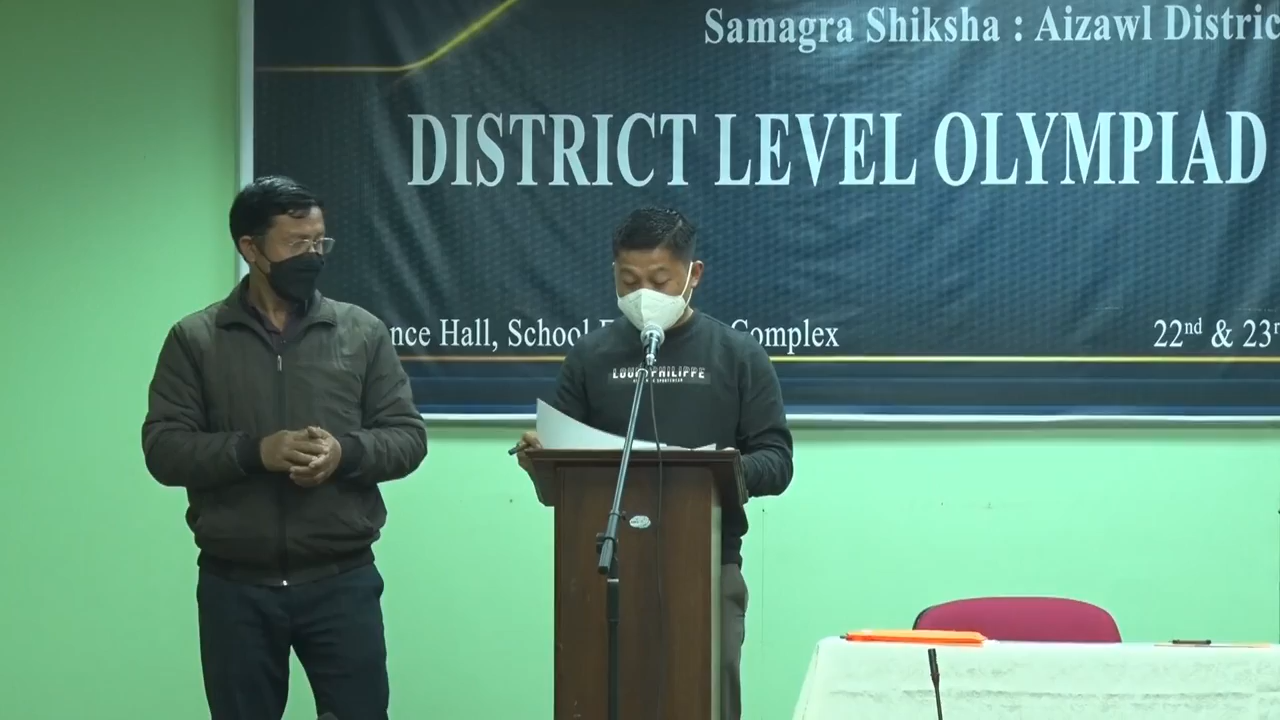 Samagra Shiksha : Aizawl Distric
DISTRICT LEVEL OLYMPIAD
nce Hall, School Complex
22nd & 23r
LOUIS PHILIPPE